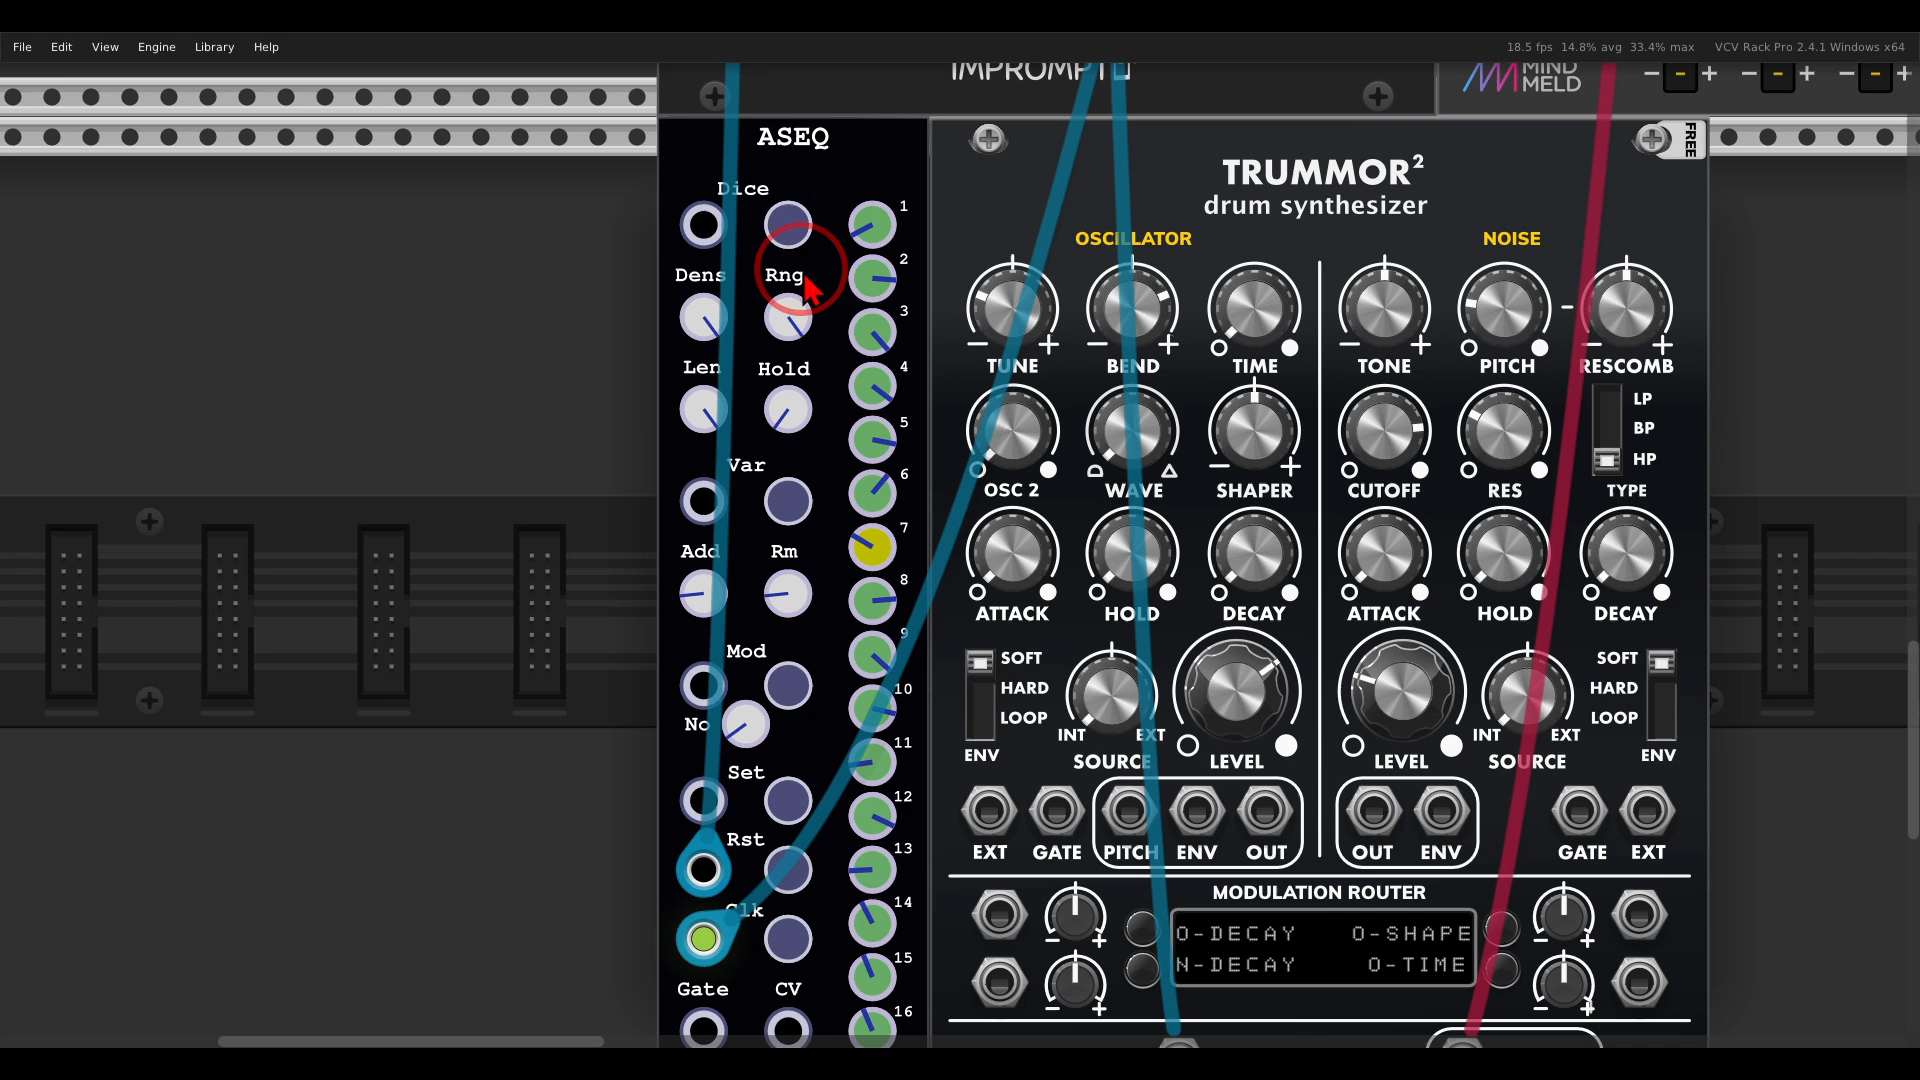 File Edit View Engine Library Help
18.5 fps 14.8% avg 33.4% max VCV Rack Pro 2.4.1 Windows x64
MIND
MELD
ASEQ
Dice
Dens Rng
Len Hold
Var
Add Rm
Mod
No
Set
Rst
Clk
Gate CV
1
2
3
4
5
6
7
8
9
10
11
12
13
14
15
16
FREE
TRUMMOR²
drum synthesizer
OSCILLATOR NOISE
TUNE BEND TIME TONE PITCH RESCOMB
LP
BP
HP
OSC 2 WAVE SHAPER CUTOFF RES TYPE
ATTACK HOLD DECAY ATTACK HOLD DECAY
SOFT SOFT
HARD HARD
LOOP LOOP
INT EXT INT EXT
ENV SOURCE LEVEL LEVEL SOURCE ENV
EXT GATE PITCH ENV OUT OUT ENV GATE EXT
MODULATION ROUTER
O-DECAY O-SHAPE
N-DECAY O-TIME